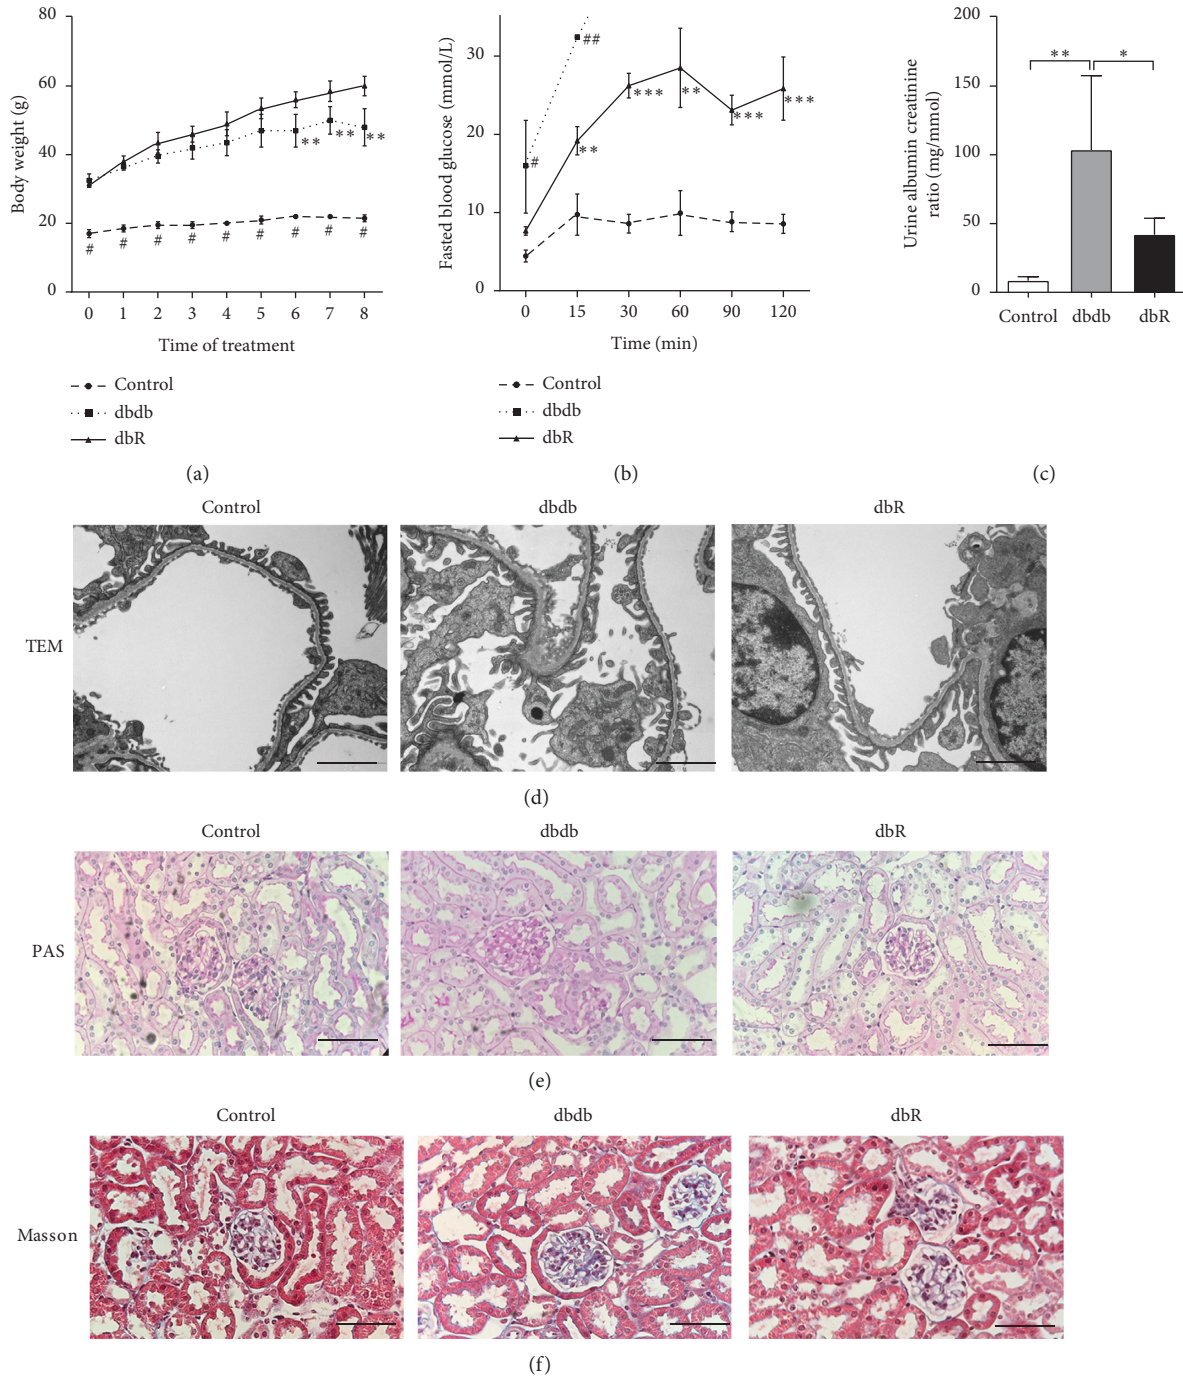 80
60
40
20
0
Body weight (g)
** ** **
# # # # # # # # #
0 1 2 3 4 5 6 7 8
Time of treatment
Control
dbdb
dbR
(a)
30
20
10
0
Fasted blood glucose (mmol/L)
##
#
** *** ** *** ***
0 15 30 60 90 120
Time (min)
Control
dbdb
dbR
(b)
200
150
100
50
0
Urine albumin creatinine
ratio (mg/mmol)
** *
Control dbdb dbR
(c)
Control dbdb dbR
TEM
(d)
Control dbdb dbR
PAS
(e)
Control dbdb dbR
Masson
(f)